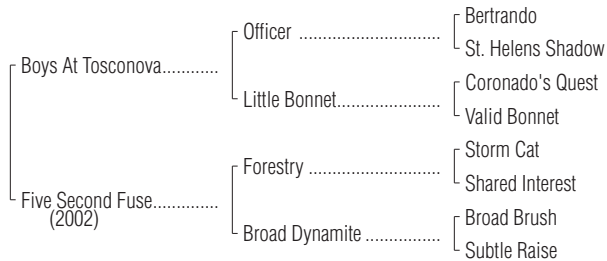 Bertrando
Officer ........................
St. Helens Shadow
Boys At Tosconova............
Coronado's Quest
Little Bonnet......................
Valid Bonnet
Storm Cat
Forestry ..........................
Shared Interest
Five Second Fuse..............
(2002)
Broad Brush
Broad Dynamite ................
Subtle Raise